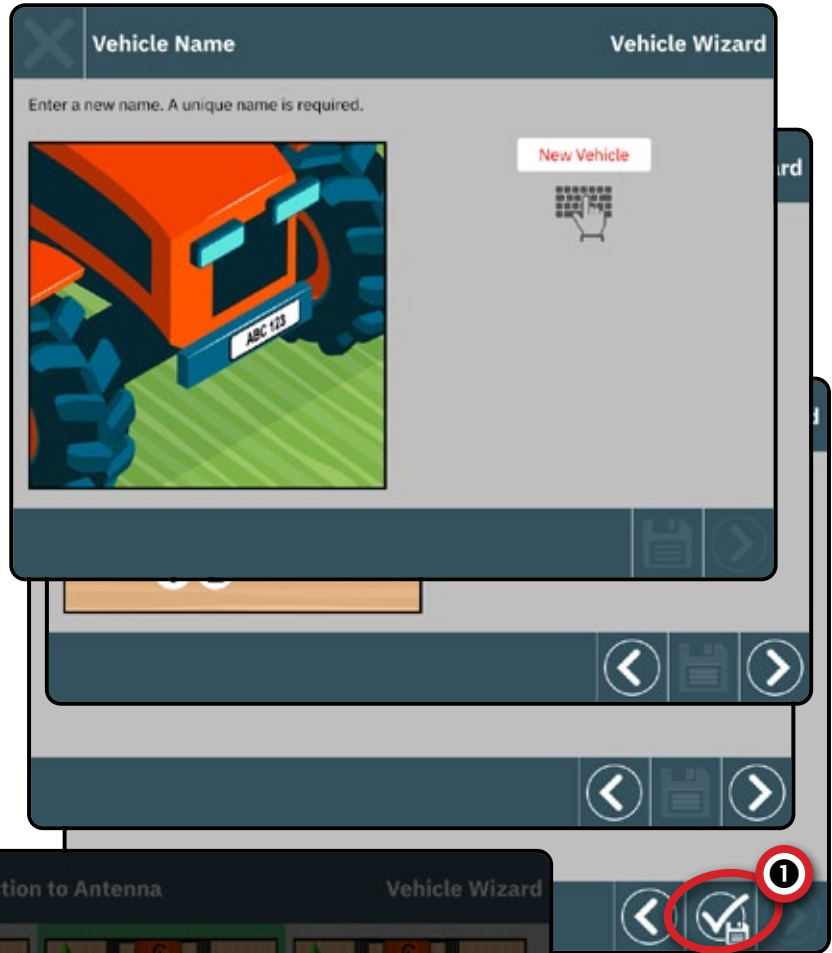 Vehicle Name
Vehicle Wizard
Enter a new name. A unique name is required.
New Vehicle
ABC 123
rd
d
1
tion to Antenna
Vehicle Wizard
C
C